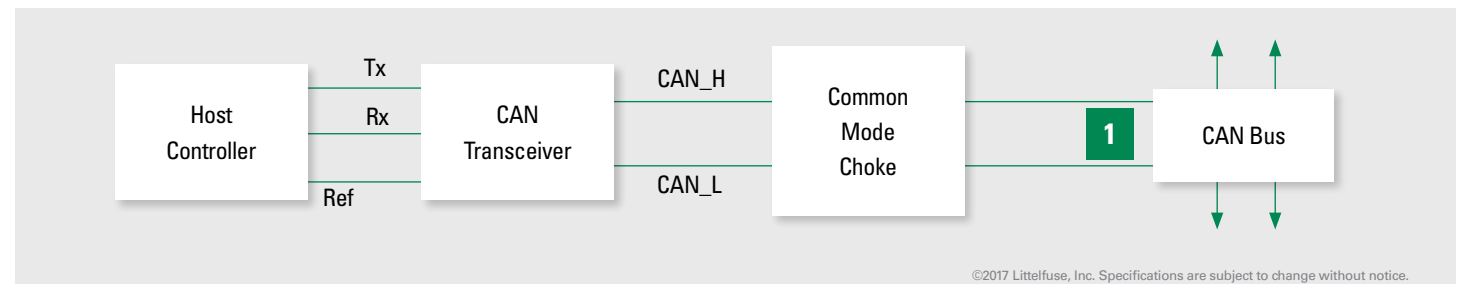 Host
Controller
Tx
Rx
Ref
CAN
Transceiver
CAN_H
CAN_L
Common
Mode
Choke
1
CAN Bus
©2017 Littelfuse, Inc. Specifications are subject to change without notice.